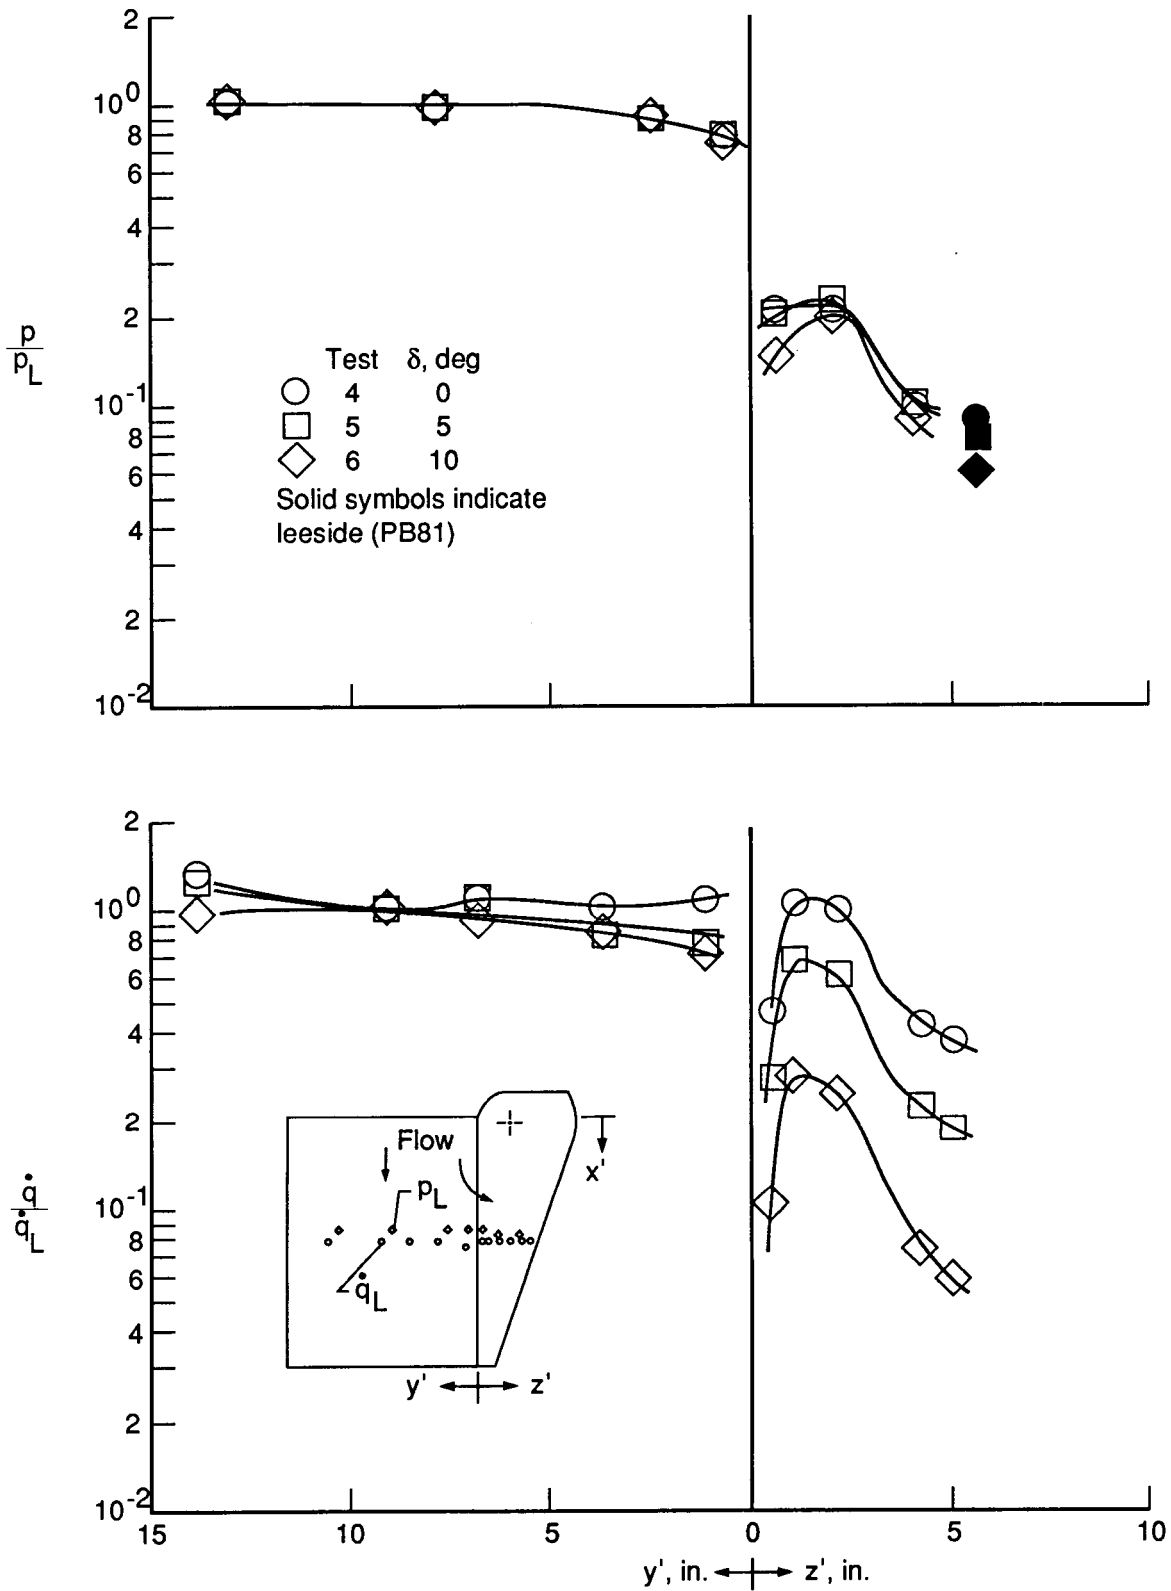 2
10^0
8
6
4
2
p
p_L
Test δ, deg
4 0
5 5
6 10
Solid symbols indicate
leeside (PB81)
10^-1
8
6
4
2
10^-2
2
10^0
8
6
4
2
q̇
q̇_L
10^-1
8
6
4
2
10^-2
Flow
x'
p_L
q̇_L
y' z'
15 10 5 0 5 10
y', in. z', in.